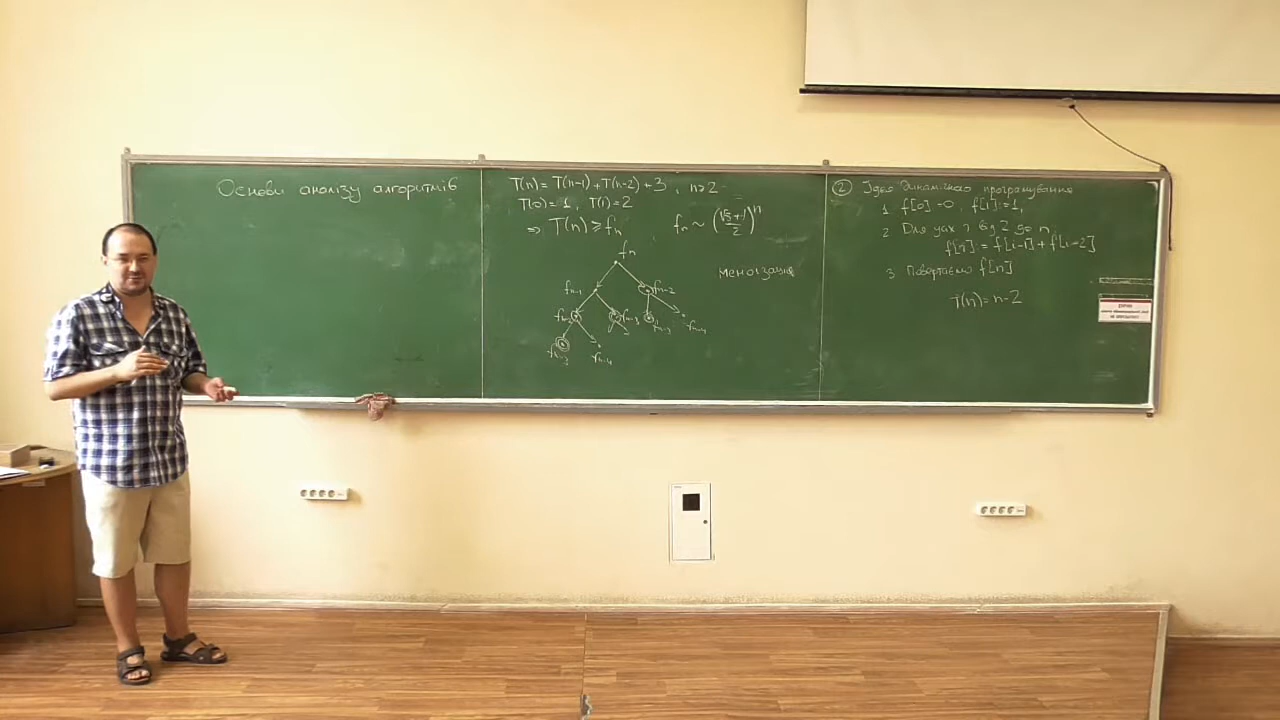 Основи аналізу алгоритмів
T(n) = T(n-1) + T(n-2) + 3, n≥2
T(0) = 1, T(1) = 2
⇒ T(n) ≥ fₙ fₙ ~ ((√5+1)/2)ⁿ
fₙ
мемоізація
fₙ₋₁ fₙ₋₂
fₙ₋₂ fₙ₋₃ fₙ₋₃ fₙ₋₄
fₙ₋₃ fₙ₋₄
② Ідея динамічного програмування
1. f[0] = 0, f[1] = 1,
2. Для усіх i від 2 до n
f[i] = f[i-1] + f[i-2]
3. Повертаємо f[n]
T(n) = n-2